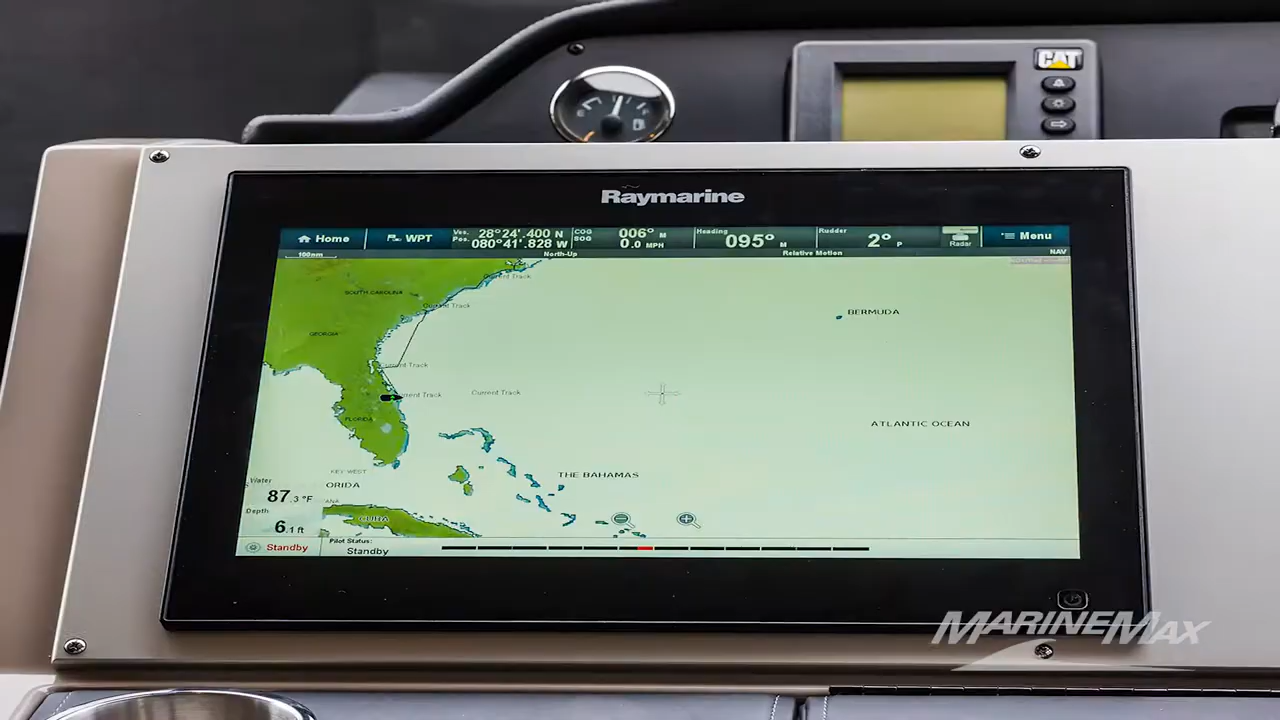 CAT
Raymarine
Home
WPT
Ves. 28°24'.400 N
Pos. 080°41'.828 W
COG 006° M
SOG 0.0 MPH
Heading
095° M
Rudder
2° P
Radar
Menu
100nm
North-Up
Relative Motion
NAV
Current Track
SOUTH CAROLINA
Current Track
BERMUDA
GEORGIA
Current Track
Current Track
Current Track
FLORIDA
ATLANTIC OCEAN
KEY WEST
THE BAHAMAS
Water
87.3 °F
ORIDA
ANA
Depth
6.1 ft
CUBA
Standby
Pilot Status:
Standby
MARINEMAX